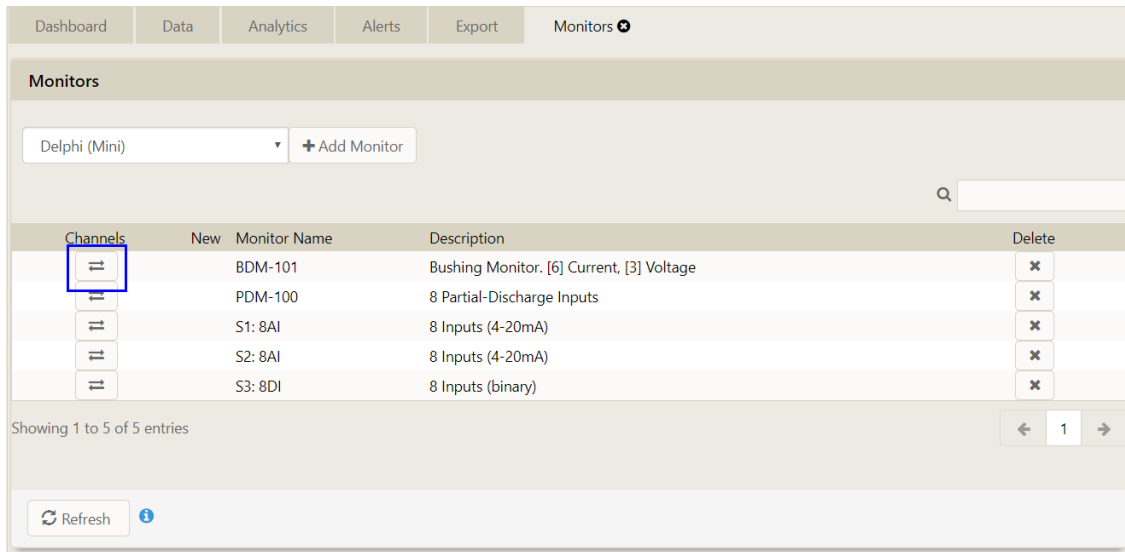 Dashboard Data Analytics Alerts Export Monitors
Monitors
Delphi (Mini) Add Monitor
Channels New Monitor Name Description Delete
BDM-101 Bushing Monitor. [6] Current, [3] Voltage
PDM-100 8 Partial-Discharge Inputs
S1: 8AI 8 Inputs (4-20mA)
S2: 8AI 8 Inputs (4-20mA)
S3: 8DI 8 Inputs (binary)
Showing 1 to 5 of 5 entries 1
Refresh